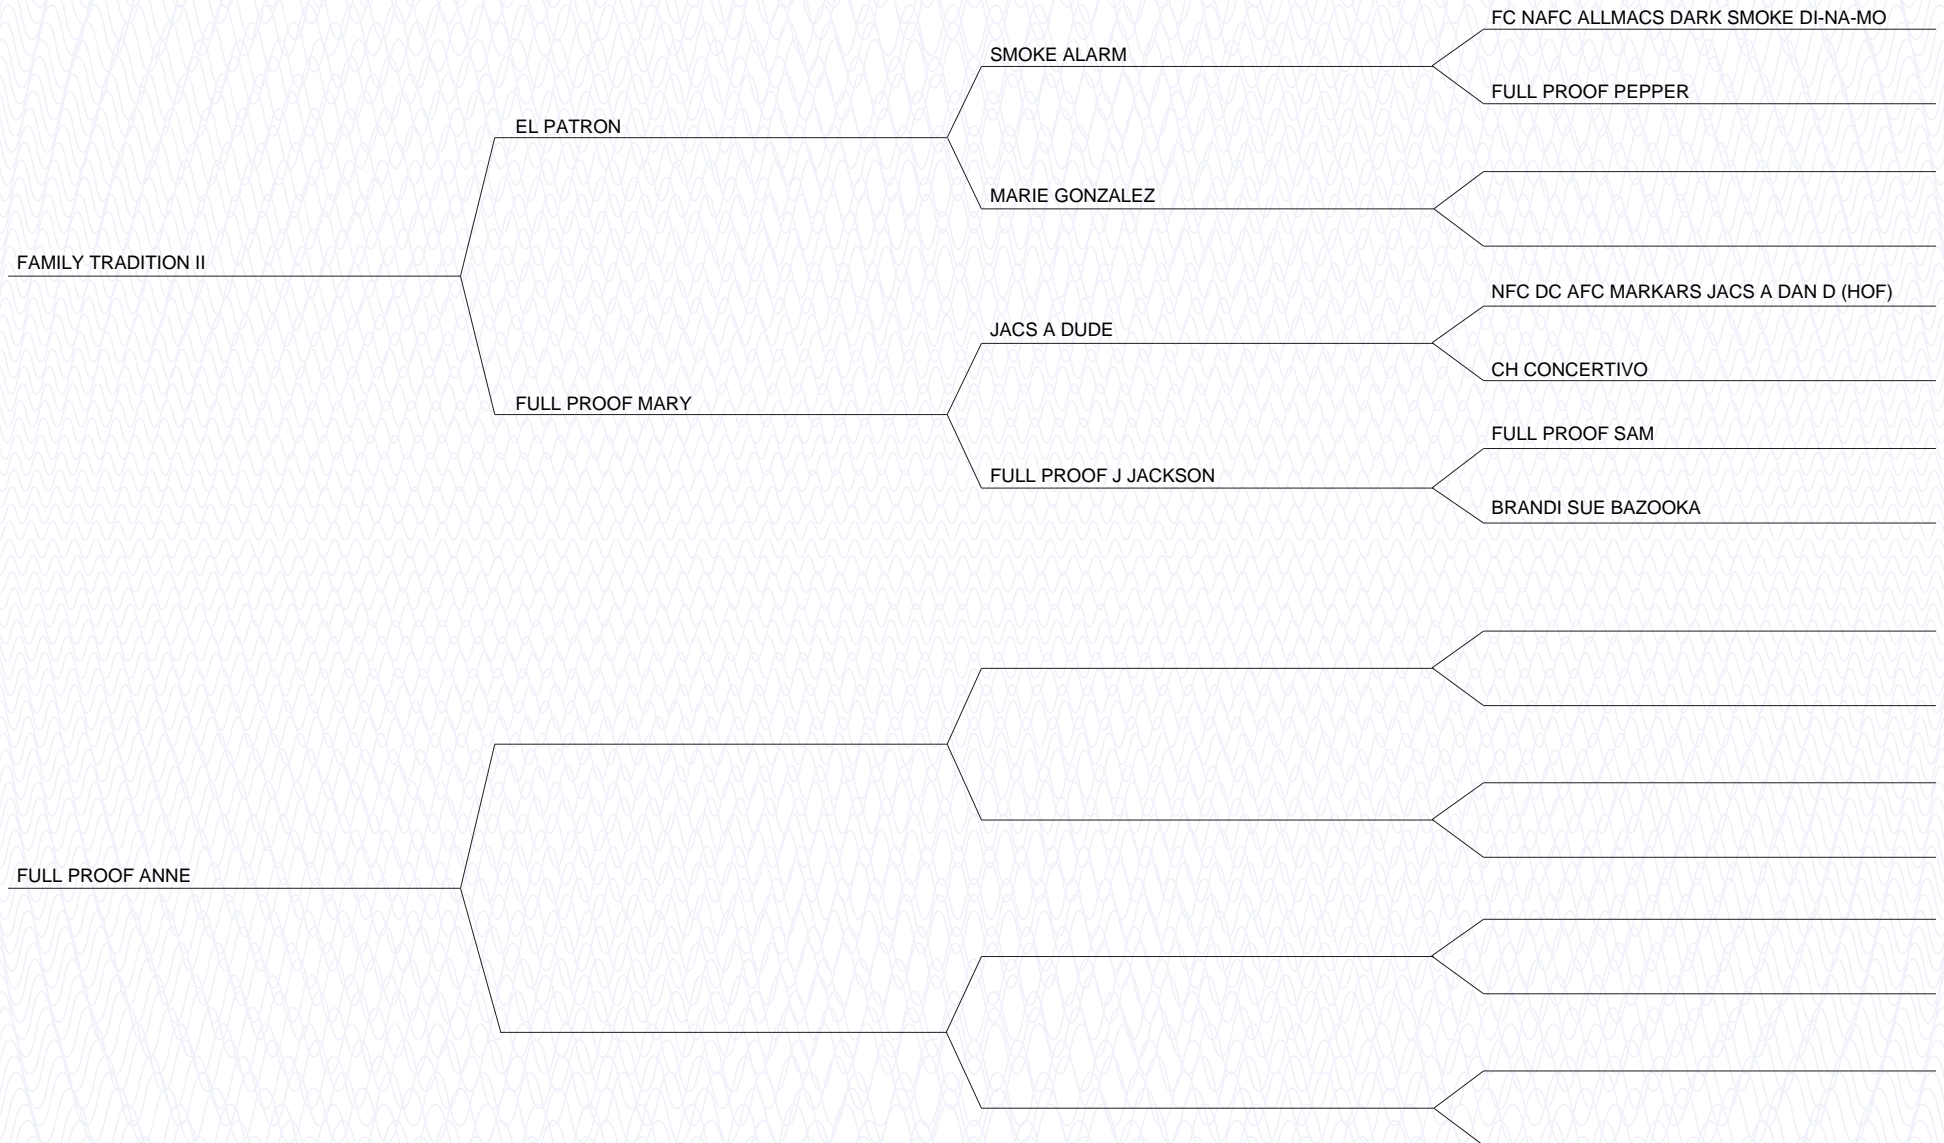 FC NAFC ALLMACS DARK SMOKE DI-NA-MO
SMOKE ALARM
FULL PROOF PEPPER
EL PATRON
MARIE GONZALEZ
FAMILY TRADITION II
NFC DC AFC MARKARS JACS A DAN D (HOF)
JACS A DUDE
CH CONCERTIVO
FULL PROOF MARY
FULL PROOF SAM
FULL PROOF J JACKSON
BRANDI SUE BAZOOKA
FULL PROOF ANNE